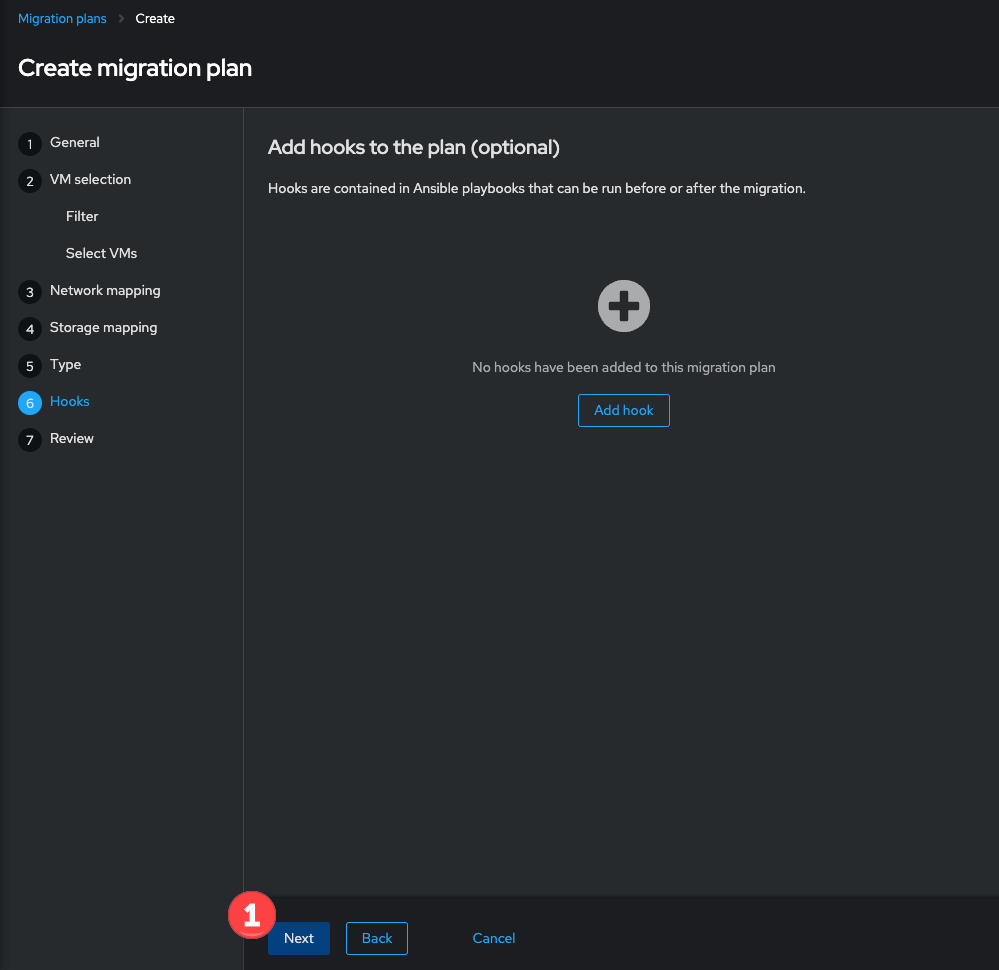 Migration plans > Create
Create migration plan
1 General
2 VM selection
Filter
Select VMs
3 Network mapping
4 Storage mapping
5 Type
6 Hooks
7 Review
Add hooks to the plan (optional)
Hooks are contained in Ansible playbooks that can be run before or after the migration.
No hooks have been added to this migration plan
Add hook
1
Next Back Cancel